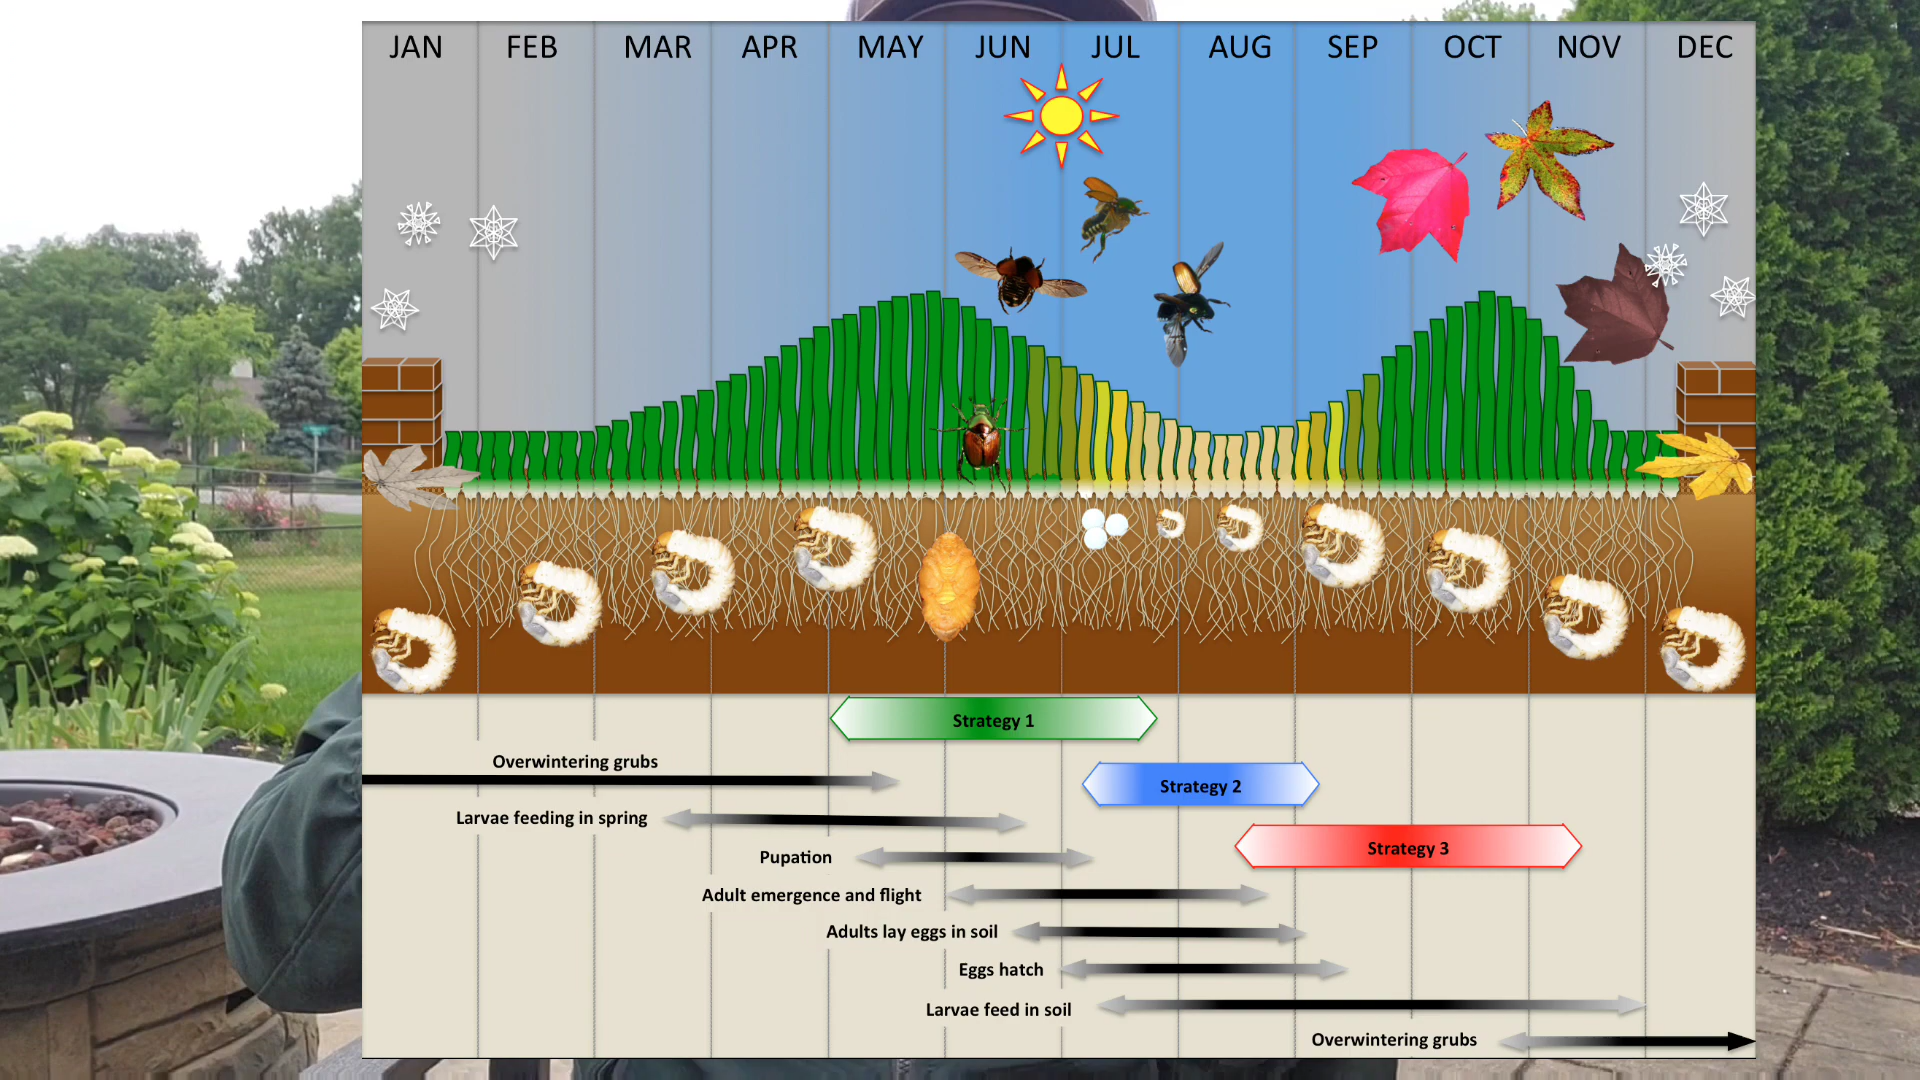 JAN FEB MAR APR MAY JUN JUL AUG SEP OCT NOV DEC
Strategy 1
Overwintering grubs
Strategy 2
Larvae feeding in spring
Strategy 3
Pupation
Adult emergence and flight
Adults lay eggs in soil
Eggs hatch
Larvae feed in soil
Overwintering grubs